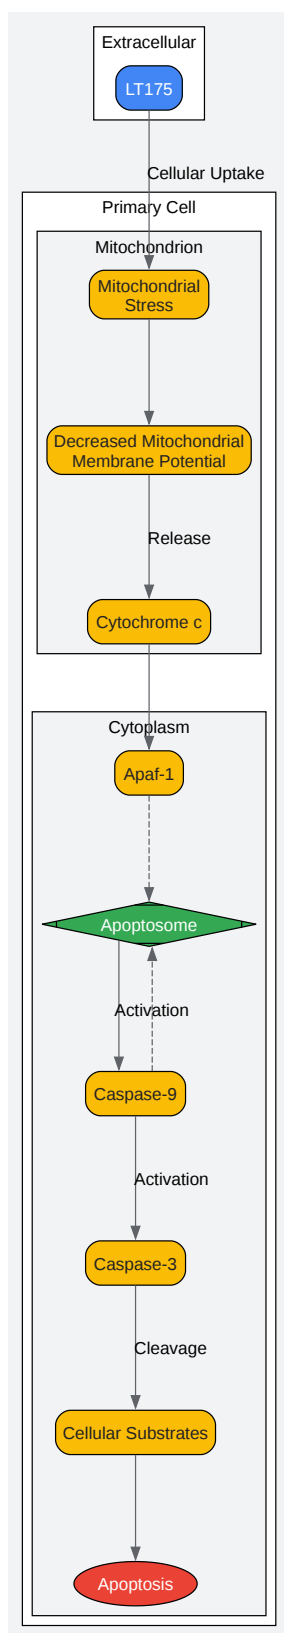 Extracellular
LT175
Cellular Uptake
Primary Cell
Mitochondrion
Mitochondrial
Stress
Decreased Mitochondrial
Membrane Potential
Release
Cytochrome c
Cytoplasm
Apaf-1
Apoptosome
Activation
Caspase-9
Activation
Caspase-3
Cleavage
Cellular Substrates
Apoptosis